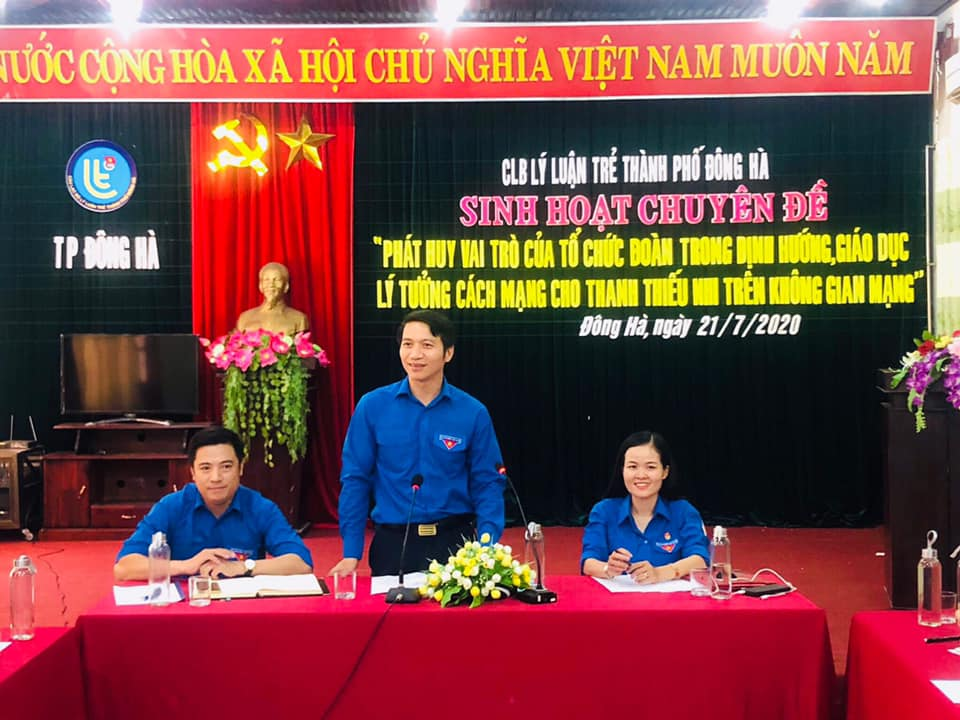 NƯỚC CỘNG HÒA XÃ HỘI CHỦ NGHĨA VIỆT NAM MUÔN NĂM
TP ĐÔNG HÀ
CLB LÝ LUẬN TRẺ THÀNH PHỐ ĐÔNG HÀ
SINH HOẠT CHUYÊN ĐỀ
"PHÁT HUY VAI TRÒ CỦA TỔ CHỨC ĐOÀN TRONG ĐỊNH HƯỚNG,GIÁO DỤC
LÝ TƯỞNG CÁCH MẠNG CHO THANH THIẾU NHI TRÊN KHÔNG GIAN MẠNG"
Đông Hà, ngày 21/7/2020